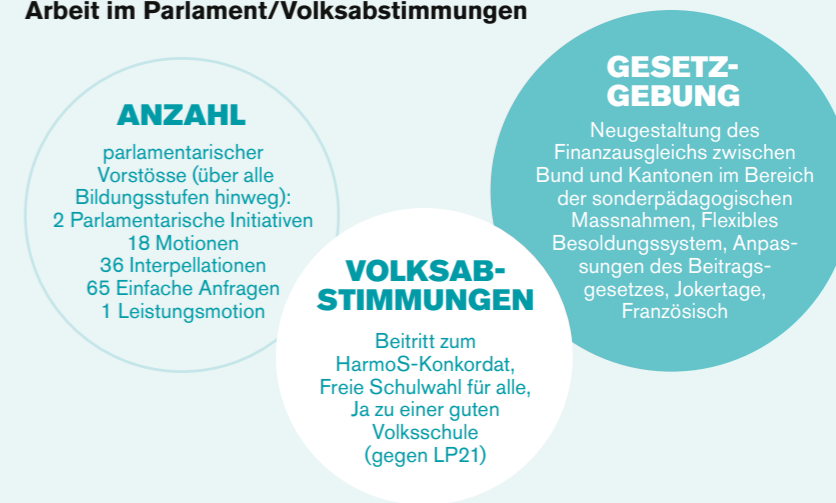 Arbeit im Parlament/Volksabstimmungen
ANZAHL
parlamentarischer
Vorstösse (über alle
Bildungsstufen hinweg):
2 Parlamentarische Initiativen
18 Motionen
36 Interpellationen
65 Einfache Anfragen
1 Leistungsmotion
VOLKSAB-
STIMMUNGEN
Beitritt zum
HarmoS-Konkordat,
Freie Schulwahl für alle,
Ja zu einer guten
Volksschule
(gegen LP21)
GESETZ-
GEBUNG
Neugestaltung des
Finanzausgleichs zwischen
Bund und Kantonen im Bereich
der sonderpädagogischen
Massnahmen, Flexibles
Besoldungssystem, Anpas-
sungen des Beitrags-
gesetzes, Jokertage,
Französisch